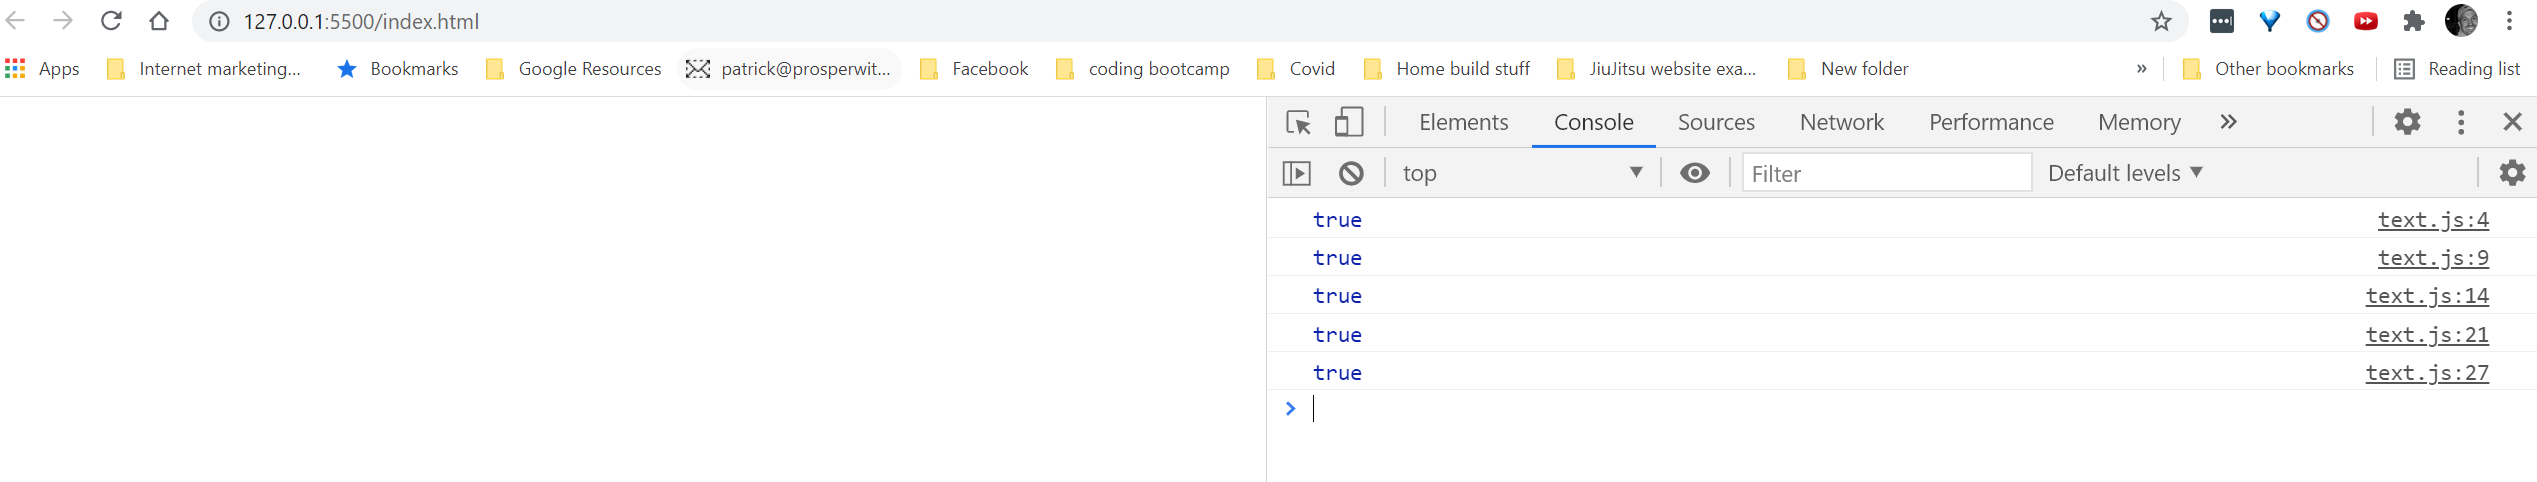 127.0.0.1:5500/index.html
Apps Internet marketing... Bookmarks Google Resources patrick@prosperwit... Facebook coding bootcamp Covid Home build stuff JiuJitsu website exa... New folder » Other bookmarks Reading list
Elements Console Sources Network Performance Memory »
top Filter Default levels
true text.js:4
true text.js:9
true text.js:14
true text.js:21
true text.js:27
>